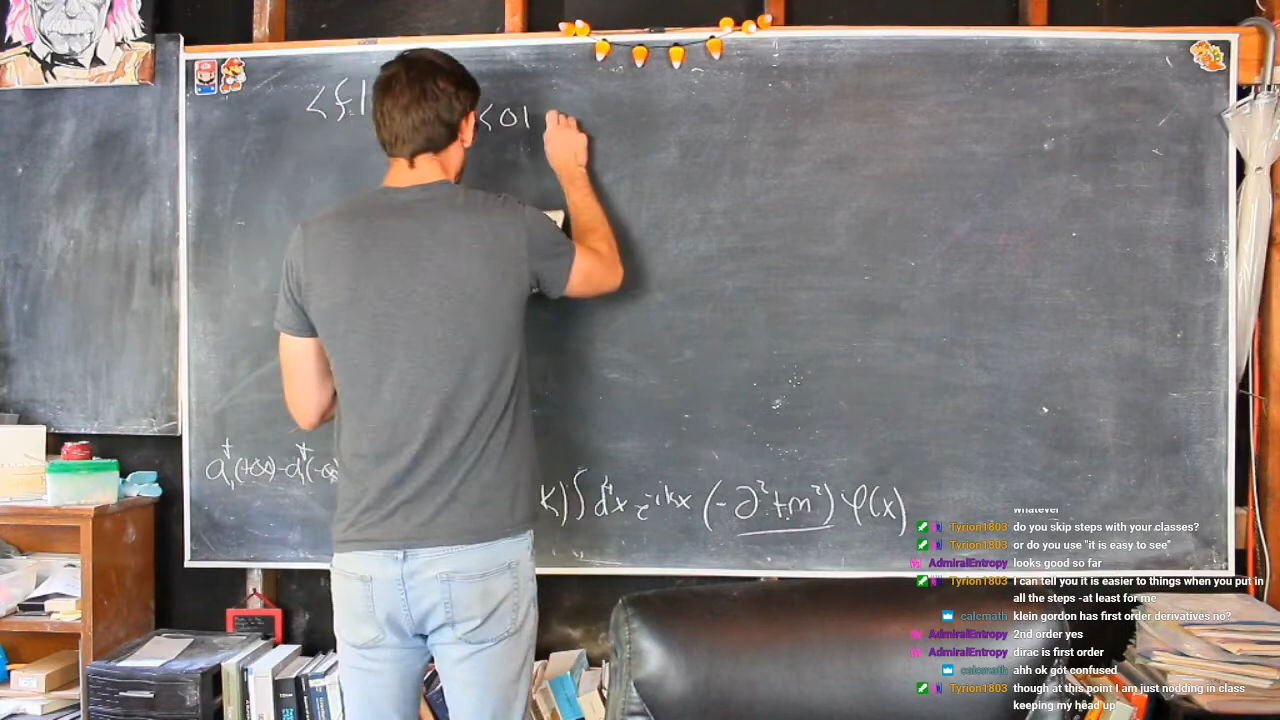 <f|
<0|
a₁†(+∞)-a₁†(-∞
k)∫d⁴x e⁻ⁱᵏˣ (-∂²+m²) φ(x)
whatever
Tyrion1803 do you skip steps with your classes?
Tyrion1803 or do you use "it is easy to see"
AdmiralEntropy looks good so far
Tyrion1803 I can tell you it is easier to things when you put in
all the steps -at least for me
calcmath klein gordon has first order derivatives no?
AdmiralEntropy 2nd order yes
AdmiralEntropy dirac is first order
calcmath ahh ok got confused
Tyrion1803 though at this point I am just nodding in class
keeping my head up